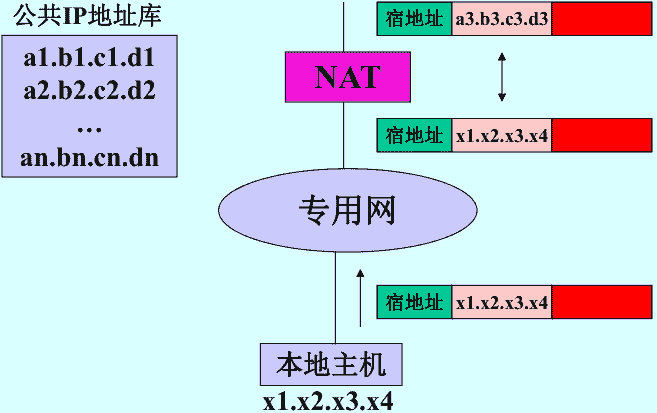 公共IP地址库
a1.b1.c1.d1
a2.b2.c2.d2
…
an.bn.cn.dn
宿地址 a3.b3.c3.d3
NAT
宿地址 x1.x2.x3.x4
专用网
宿地址 x1.x2.x3.x4
本地主机
x1.x2.x3.x4